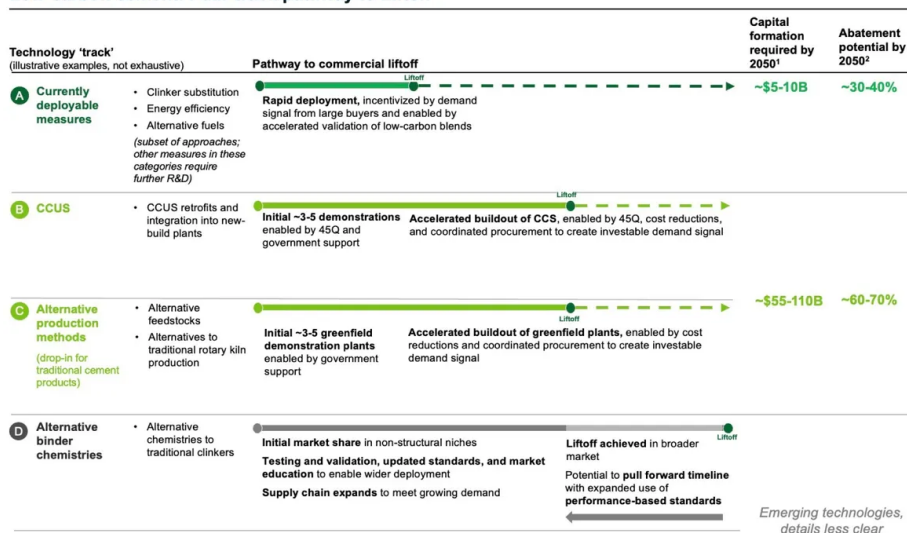 Technology 'track'
(illustrative examples, not exhaustive)
Pathway to commercial liftoff
Capital
formation
required by
2050¹
Abatement
potential by
2050²
A
Currently
deployable
measures
• Clinker substitution
• Energy efficiency
• Alternative fuels
(subset of approaches;
other measures in these
categories require
further R&D)
Liftoff
Rapid deployment, incentivized by demand
signal from large buyers and enabled by
accelerated validation of low-carbon blends
~$5-10B
~30-40%
B
CCUS
• CCUS retrofits and
integration into new-
build plants
Liftoff
Initial ~3-5 demonstrations
enabled by 45Q and
government support
Accelerated buildout of CCS, enabled by 45Q, cost reductions,
and coordinated procurement to create investable demand signal
C
Alternative
production
methods
(drop-in for
traditional cement
products)
• Alternative
feedstocks
• Alternatives to
traditional rotary kiln
production
Liftoff
Initial ~3-5 greenfield
demonstration plants
enabled by government
support
Accelerated buildout of greenfield plants, enabled by cost
reductions and coordinated procurement to create investable
demand signal
~$55-110B
~60-70%
D
Alternative
binder
chemistries
• Alternative
chemistries to
traditional clinkers
Liftoff
Initial market share in non-structural niches
Testing and validation, updated standards, and market
education to enable wider deployment
Supply chain expands to meet growing demand
Liftoff achieved in broader
market
Potential to pull forward timeline
with expanded use of
performance-based standards
Emerging technologies,
details less clear